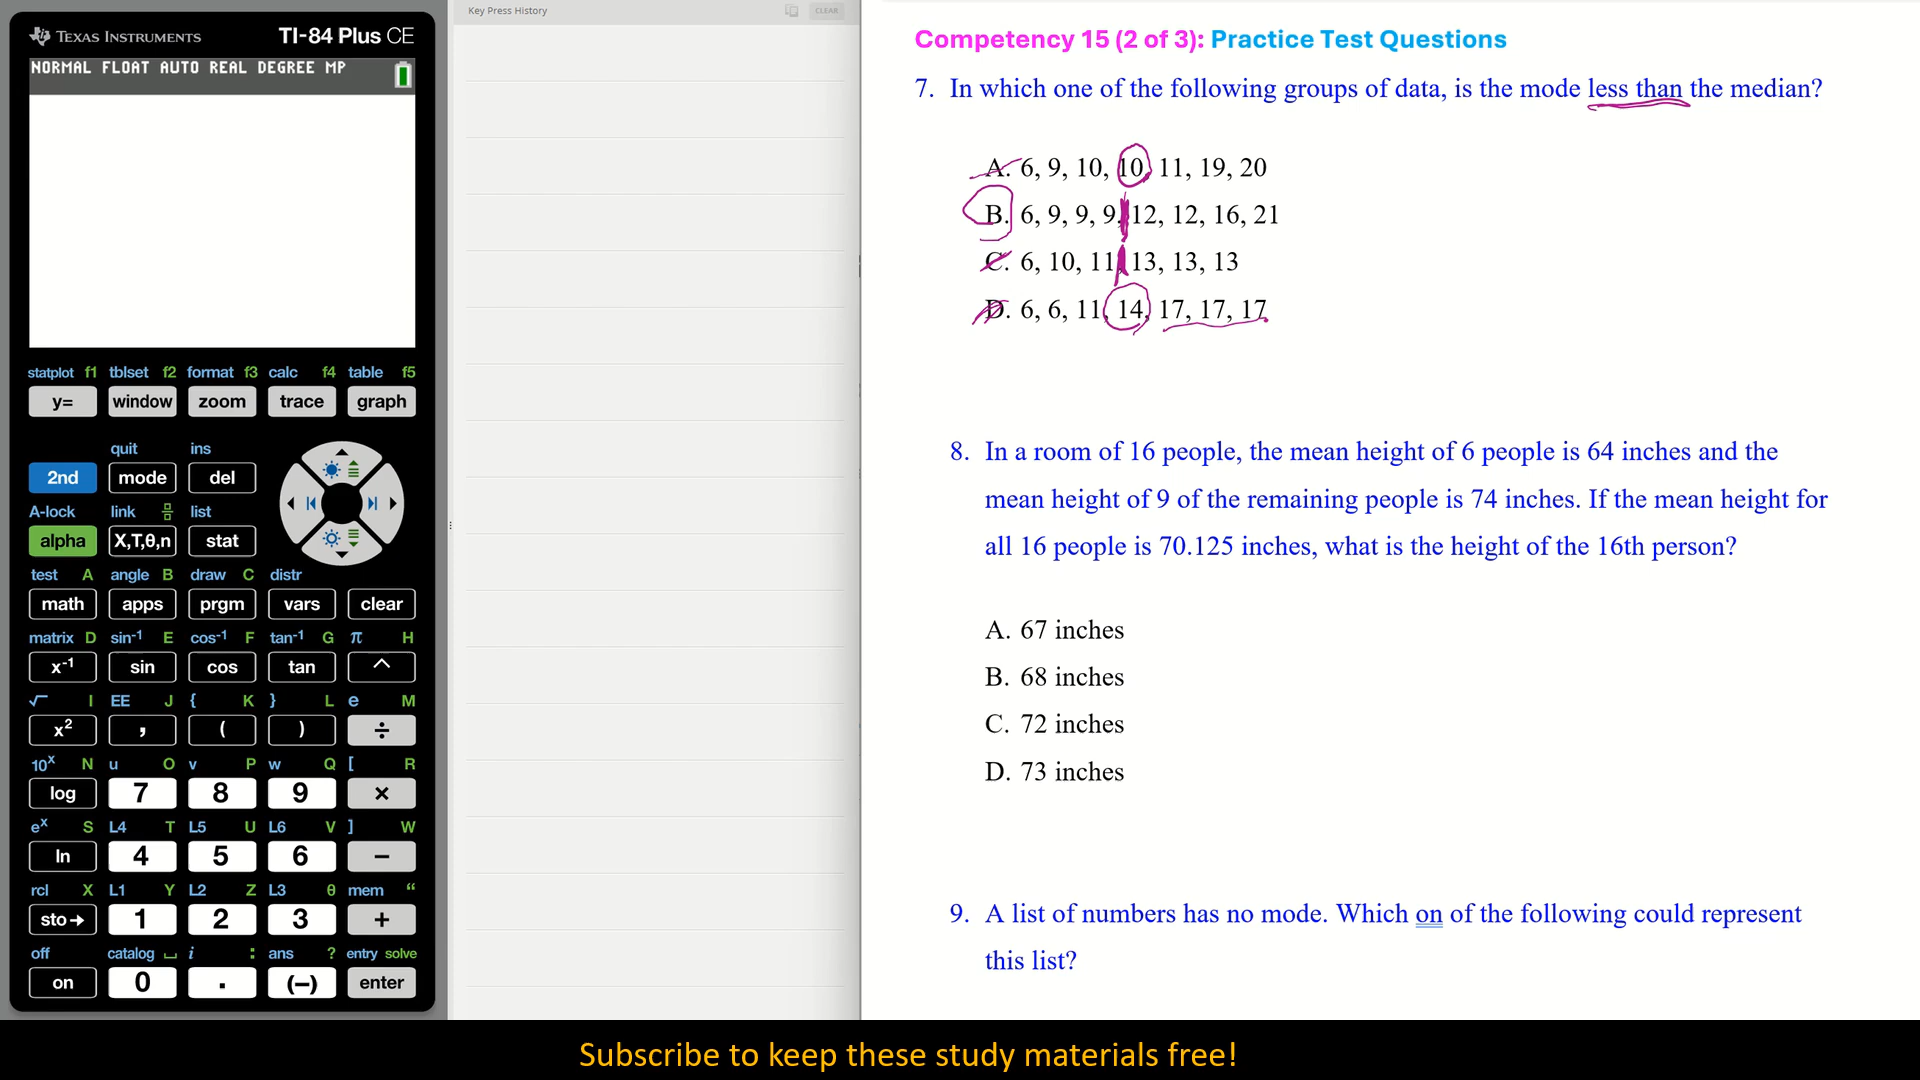 TEXAS INSTRUMENTS TI-84 Plus CE
NORMAL FLOAT AUTO REAL DEGREE MP
statplot f1 tblset f2 format f3 calc f4 table f5
y= window zoom trace graph
quit ins
2nd mode del
A-lock link list
alpha X,T,θ,n stat
test A angle B draw C distr
math apps prgm vars clear
matrix D sin-1 E cos-1 F tan-1 G π H
x-1 sin cos tan ^
√ I EE J { K } L e M
x2 , ( ) ÷
10x N u O v P w Q [ R
log 7 8 9 ×
ex S L4 T L5 U L6 V ] W
ln 4 5 6 −
rcl X L1 Y L2 Z L3 θ mem “
sto→ 1 2 3 +
off catalog ␣ i : ans ? entry solve
on 0 . (−) enter
Key Press History CLEAR
Competency 15 (2 of 3): Practice Test Questions
7. In which one of the following groups of data, is the mode less than the median?
A. 6, 9, 10, 10, 11, 19, 20
B. 6, 9, 9, 9, 12, 12, 16, 21
C. 6, 10, 11, 13, 13, 13
D. 6, 6, 11, 14, 17, 17, 17
8. In a room of 16 people, the mean height of 6 people is 64 inches and the
mean height of 9 of the remaining people is 74 inches. If the mean height for
all 16 people is 70.125 inches, what is the height of the 16th person?
A. 67 inches
B. 68 inches
C. 72 inches
D. 73 inches
9. A list of numbers has no mode. Which on of the following could represent
this list?
Subscribe to keep these study materials free!